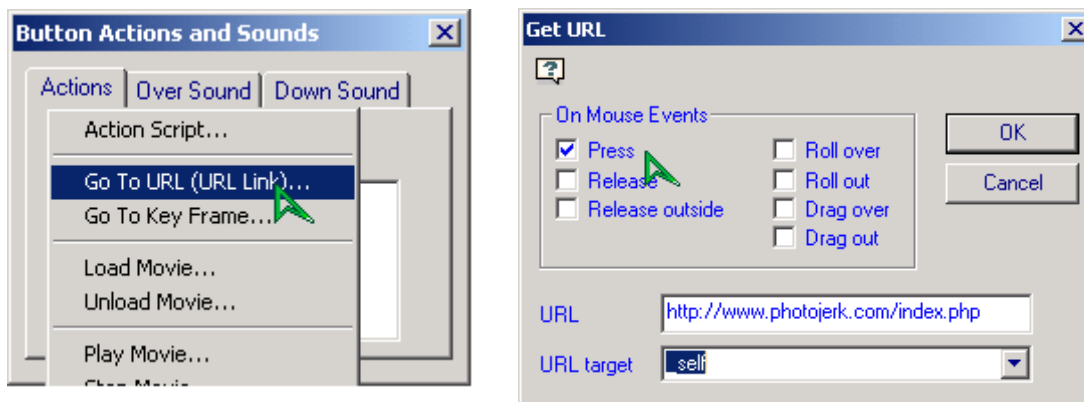 Button Actions and Sounds
Actions
Over Sound
Down Sound
Action Script...
Go To URL (URL Link)...
Go To Key Frame...
Load Movie...
Unload Movie...
Play Movie...
Stop Movie
Get URL
On Mouse Events
Press
Release
Release outside
Roll over
Roll out
Drag over
Drag out
OK
Cancel
URL
http://www.photojerk.com/index.php
URL target
_self